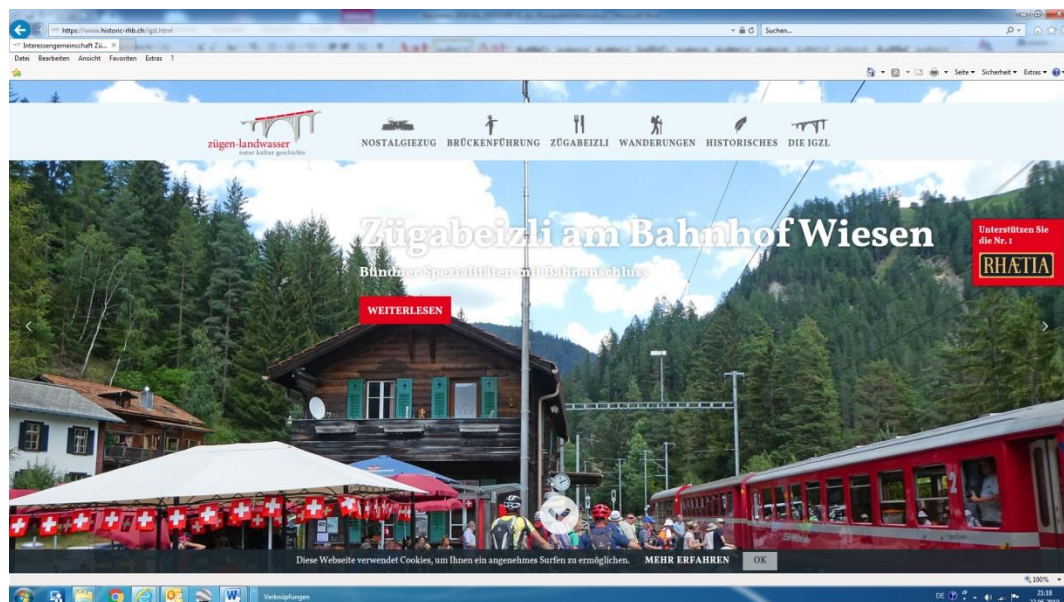 https://www.historic-rhb.ch/igzl.html
Suchen...
Interessengemeinschaft Zü...
Datei Bearbeiten Ansicht Favoriten Extras ?
Seite Sicherheit Extras
zügen-landwasser
natur kultur geschichte
NOSTALGIEZUG BRÜCKENFÜHRUNG ZÜGABEIZLI WANDERUNGEN HISTORISCHES DIE IGZL
Zügabeizli am Bahnhof Wiesen
Bündner Spezialitäten mit Bahnanschluss
WEITERLESEN
Unterstützen Sie
die Nr. 1
RHÆTIA
2
Diese Webseite verwendet Cookies, um Ihnen ein angenehmes Surfen zu ermöglichen. MEHR ERFAHREN OK
100%
Verknüpfungen
DE
21:18